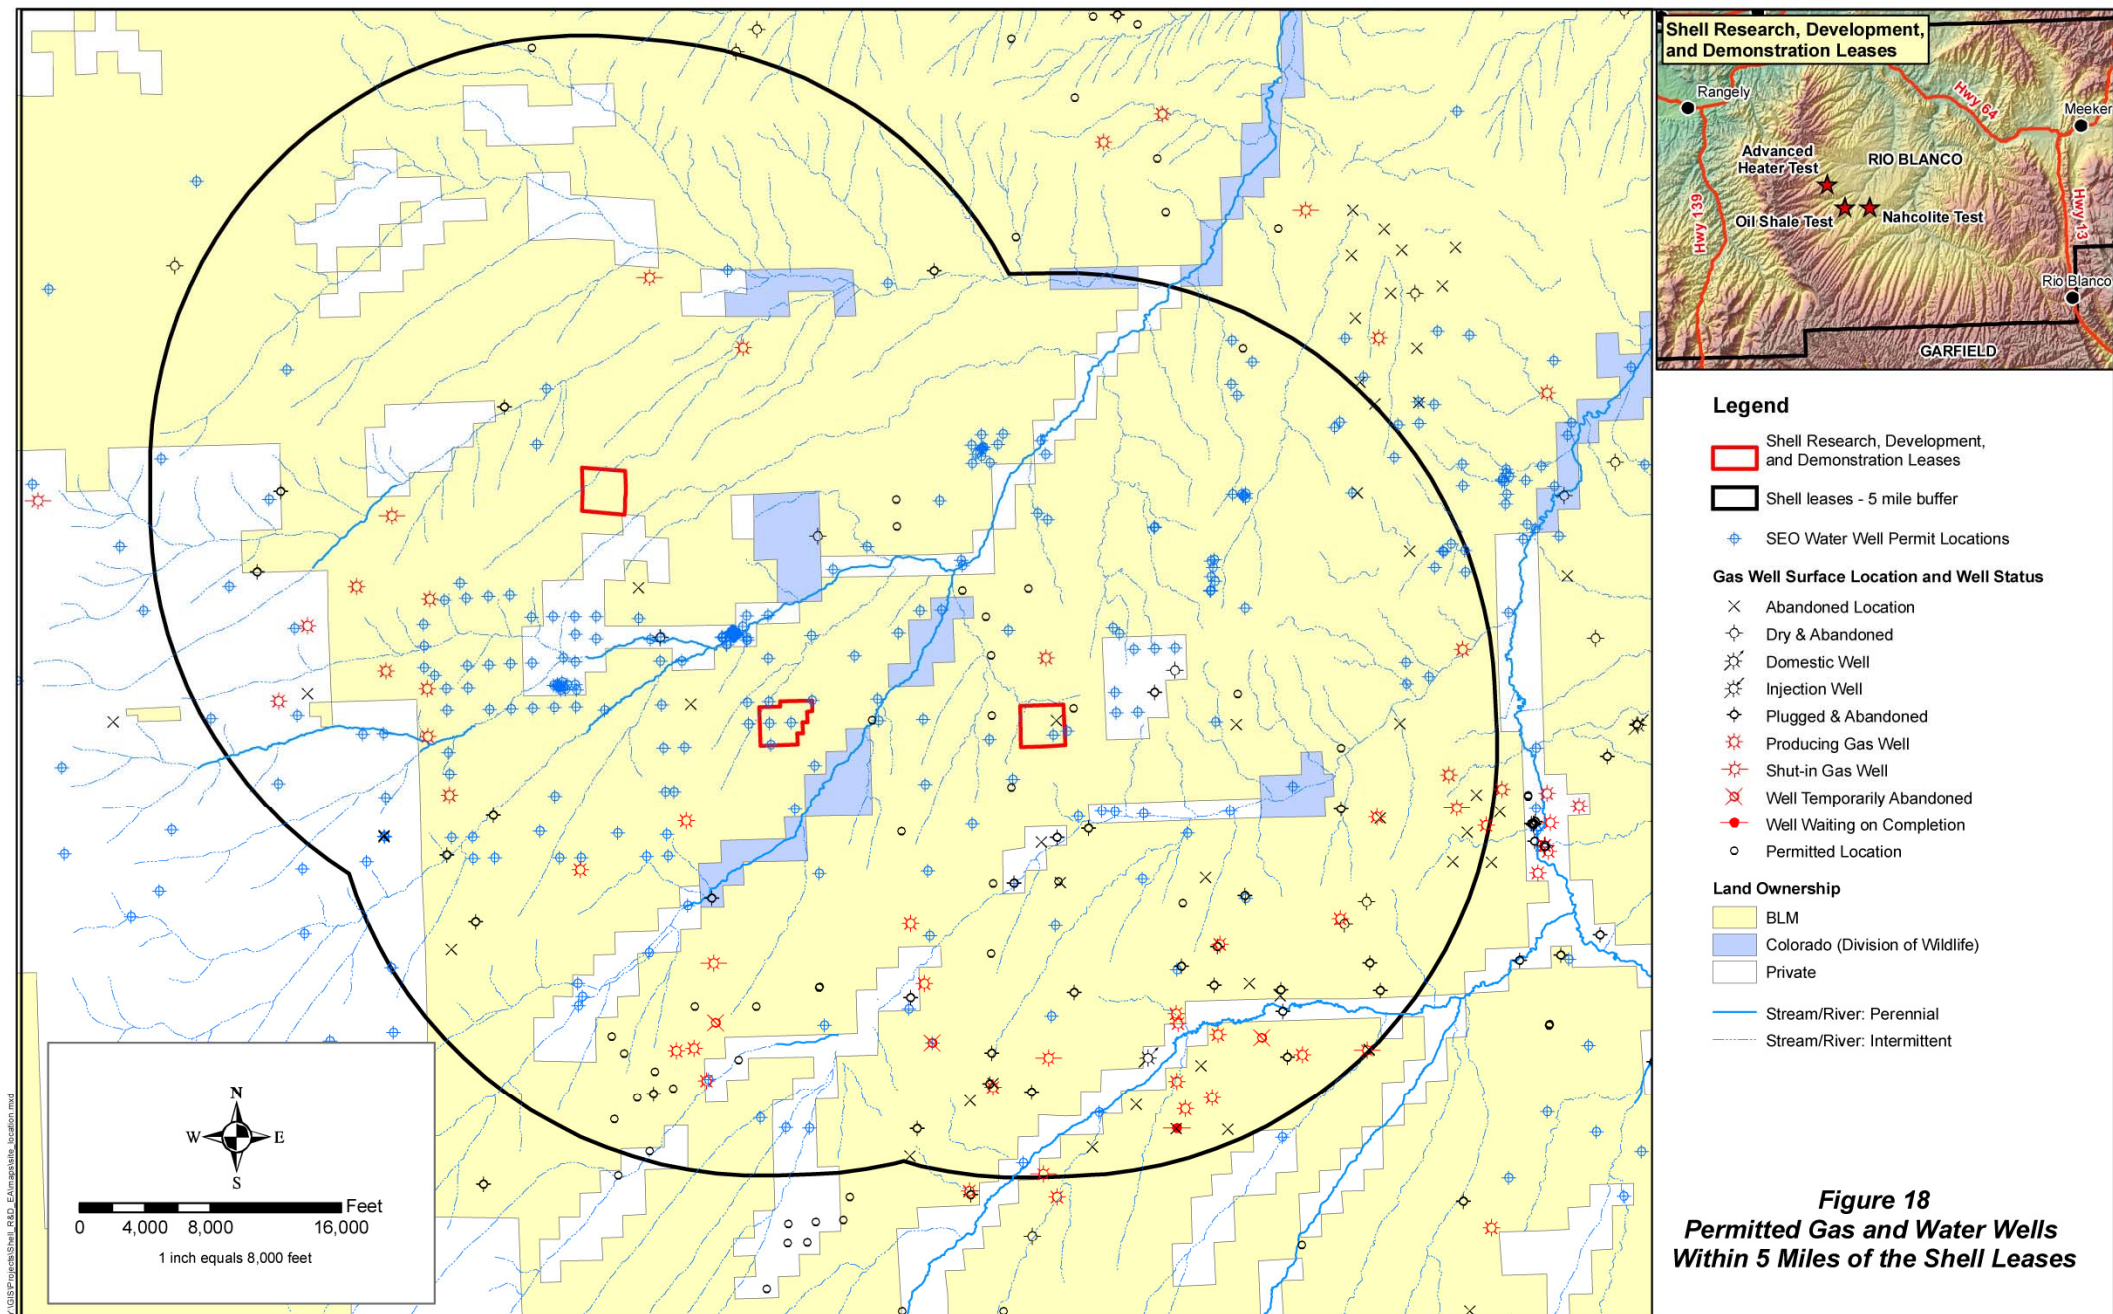 Shell Research, Development,
and Demonstration Leases
Rangely
Hwy 64
Meeker
Advanced
Heater Test
RIO BLANCO
Hwy 139
Oil Shale Test
Nahcolite Test
Hwy 13
Rio Blanco
GARFIELD
Legend
Shell Research, Development,
and Demonstration Leases
Shell leases - 5 mile buffer
SEO Water Well Permit Locations
Gas Well Surface Location and Well Status
Abandoned Location
Dry & Abandoned
Domestic Well
Injection Well
Plugged & Abandoned
Producing Gas Well
Shut-in Gas Well
Well Temporarily Abandoned
Well Waiting on Completion
Permitted Location
Land Ownership
BLM
Colorado (Division of Wildlife)
Private
Stream/River: Perennial
Stream/River: Intermittent
N
W E
S
Feet
0 4,000 8,000 16,000
1 inch equals 8,000 feet
Figure 18
Permitted Gas and Water Wells
Within 5 Miles of the Shell Leases